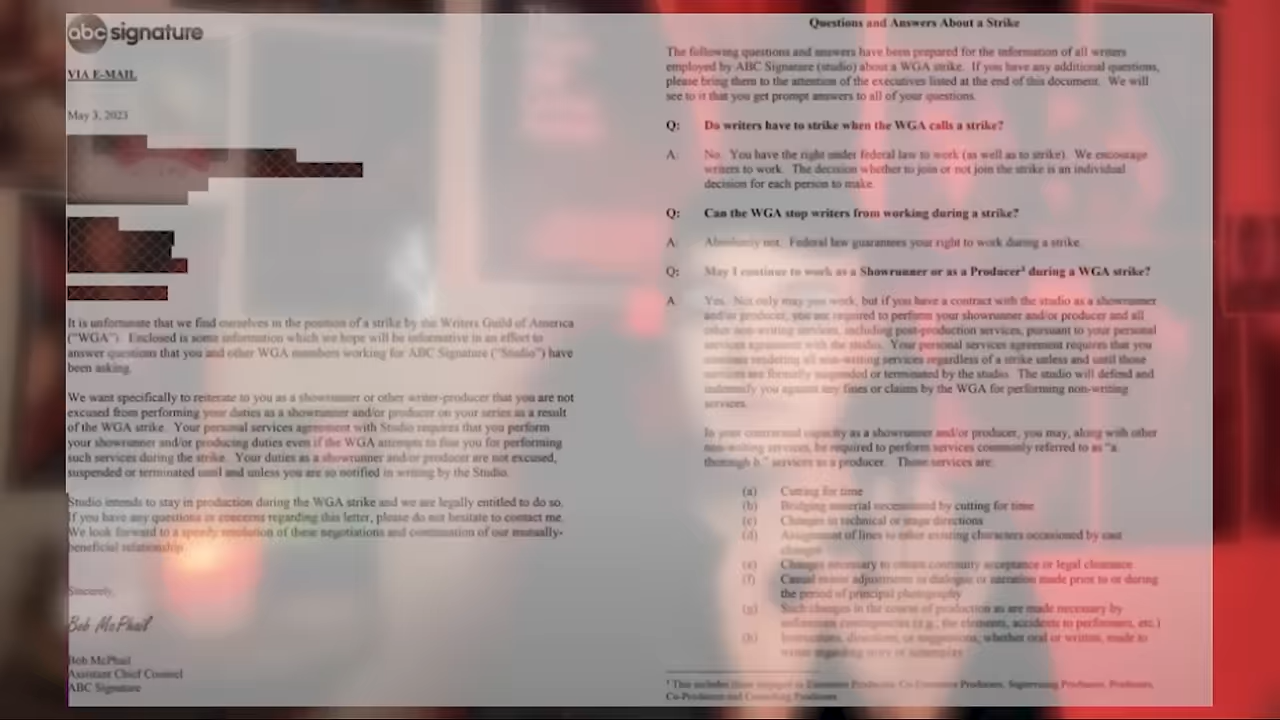 abc signature
VIA E-MAIL
May 3, 2023
It is unfortunate that we find ourselves in the position of a strike by the Writers Guild of America
("WGA"). Enclosed is some information which we hope will be informative in an effort to
answer questions that you and other WGA members working for ABC Signature ("Studio") have
been asking.
We want specifically to reiterate to you as a showrunner or other writer-producer that you are not
excused from performing your duties as a showrunner and/or producer on your series as a result
of the WGA strike. Your personal services agreement with Studio requires that you perform
your showrunner and/or producing duties even if the WGA attempts to fine you for performing
such services during the strike. Your duties as a showrunner and/or producer are not excused,
suspended or terminated until and unless you are so notified in writing by the Studio.
Studio intends to stay in production during the WGA strike and we are legally entitled to do so.
If you have any questions or concerns regarding this letter, please do not hesitate to contact me.
We look forward to a speedy resolution of these negotiations and continuation of our mutually-
beneficial relationship.
Sincerely,
Bob McPhail
Bob McPhail
Assistant Chief Counsel
ABC Signature
Questions and Answers About a Strike
The following questions and answers have been prepared for the information of all writers
employed by ABC Signature (studio) about a WGA strike. If you have any additional questions,
please bring them to the attention of the executives listed at the end of this document. We will
see to it that you get prompt answers to all of your questions.
Q: Do writers have to strike when the WGA calls a strike?
A: No. You have the right under federal law to work (as well as to strike). We encourage
writers to work. The decision whether to join or not join the strike is an individual
decision for each person to make.
Q: Can the WGA stop writers from working during a strike?
A: Absolutely not. Federal law guarantees your right to work during a strike.
Q: May I continue to work as a Showrunner or as a Producer¹ during a WGA strike?
A: Yes. Not only may you work, but if you have a contract with the studio as a showrunner
and/or producer, you are required to perform your showrunner and/or producer and all
other non-writing services, including post-production services, pursuant to your personal
services agreement with the studio. Your personal services agreement requires that you
continue rendering all non-writing services regardless of a strike unless and until those
services are formally suspended or terminated by the studio. The studio will defend and
indemnify you against any fines or claims by the WGA for performing non-writing
services.
In your contractual capacity as a showrunner and/or producer, you may, along with other
non-writing services, be required to perform services commonly referred to as "a.
through h." services as a producer. Those services are:
(a) Cutting for time
(b) Bridging material necessitated by cutting for time
(c) Changes in technical or stage directions
(d) Assignment of lines to other existing characters occasioned by cast
changes
(e) Changes necessary to obtain continuity acceptance or legal clearance
(f) Casual minor adjustments in dialogue or narration made prior to or during
the period of principal photography
(g) Such changes in the course of production as are made necessary by
unforeseen contingencies (e.g., the elements, accidents to performers, etc.)
(h) Instructions, directions, or suggestions, whether oral or written, made to
writer regarding story or teleplay
¹ This includes those engaged as Executive Producers, Co-Executive Producers, Supervising Producers, Producers,
Co-Producers and Consulting Producers.